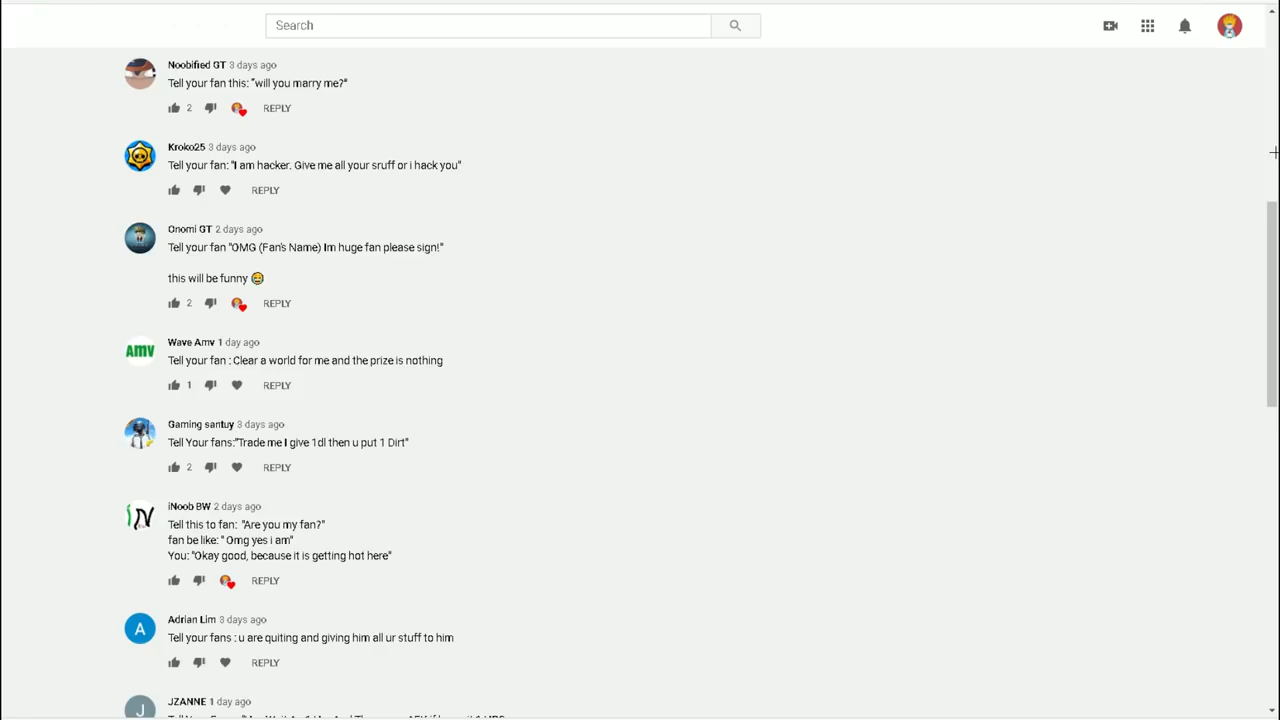 Search
Noobified GT 3 days ago
Tell your fan this: "will you marry me?"
2 REPLY
Kroko25 3 days ago
Tell your fan: "I am hacker. Give me all your sruff or i hack you"
REPLY
Onomi GT 2 days ago
Tell your fan "OMG (Fan's Name) Im huge fan please sign!"
this will be funny 😂
2 REPLY
AMV
Wave Amv 1 day ago
Tell your fan : Clear a world for me and the prize is nothing
1 REPLY
Gaming santuy 3 days ago
Tell Your fans:"Trade me I give 1dl then u put 1 Dirt"
2 REPLY
iNoob BW 2 days ago
Tell this to fan: "Are you my fan?"
fan be like: " Omg yes i am"
You: "Okay good, because it is getting hot here"
REPLY
A
Adrian Lim 3 days ago
Tell your fans : u are quiting and giving him all ur stuff to him
REPLY
J
JZANNE 1 day ago